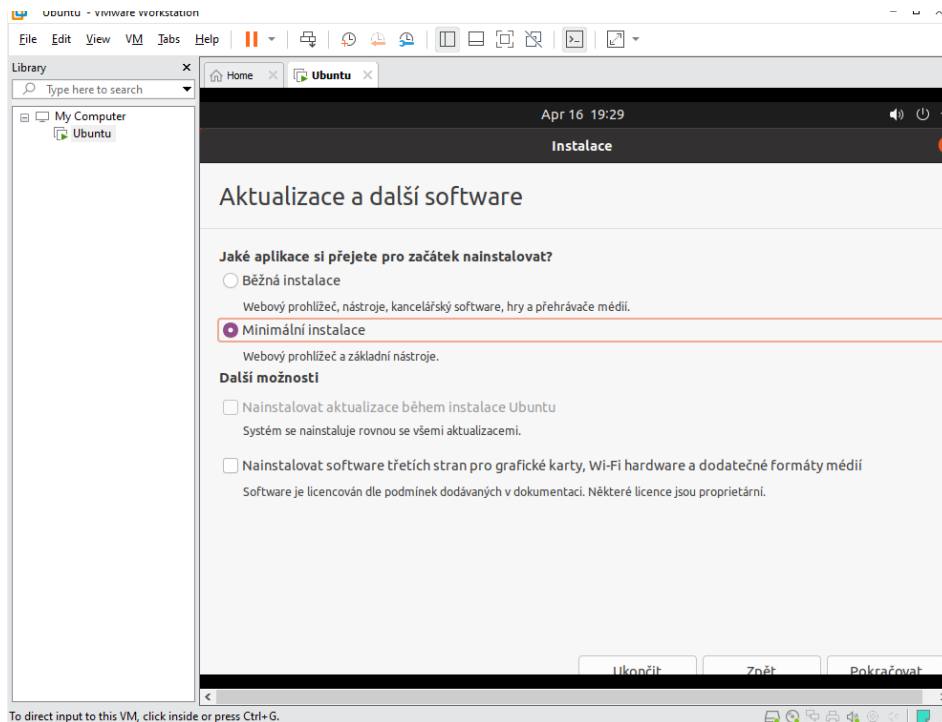 Ubuntu - VMware Workstation
File Edit View VM Tabs Help
Library
Type here to search
My Computer
Ubuntu
Home
Ubuntu
Apr 16 19:29
Instalace
Aktualizace a další software
Jaké aplikace si přejete pro začátek nainstalovat?
Běžná instalace
Webový prohlížeč, nástroje, kancelářský software, hry a přehrávače médií.
Minimální instalace
Webový prohlížeč a základní nástroje.
Další možnosti
Nainstalovat aktualizace během instalace Ubuntu
Systém se nainstaluje rovnou se všemi aktualizacemi.
Nainstalovat software třetích stran pro grafické karty, Wi-Fi hardware a dodatečné formáty médií
Software je licencován dle podmínek dodávaných v dokumentaci. Některé licence jsou proprietární.
Ukončit Zpět Pokračovat
To direct input to this VM, click inside or press Ctrl+G.